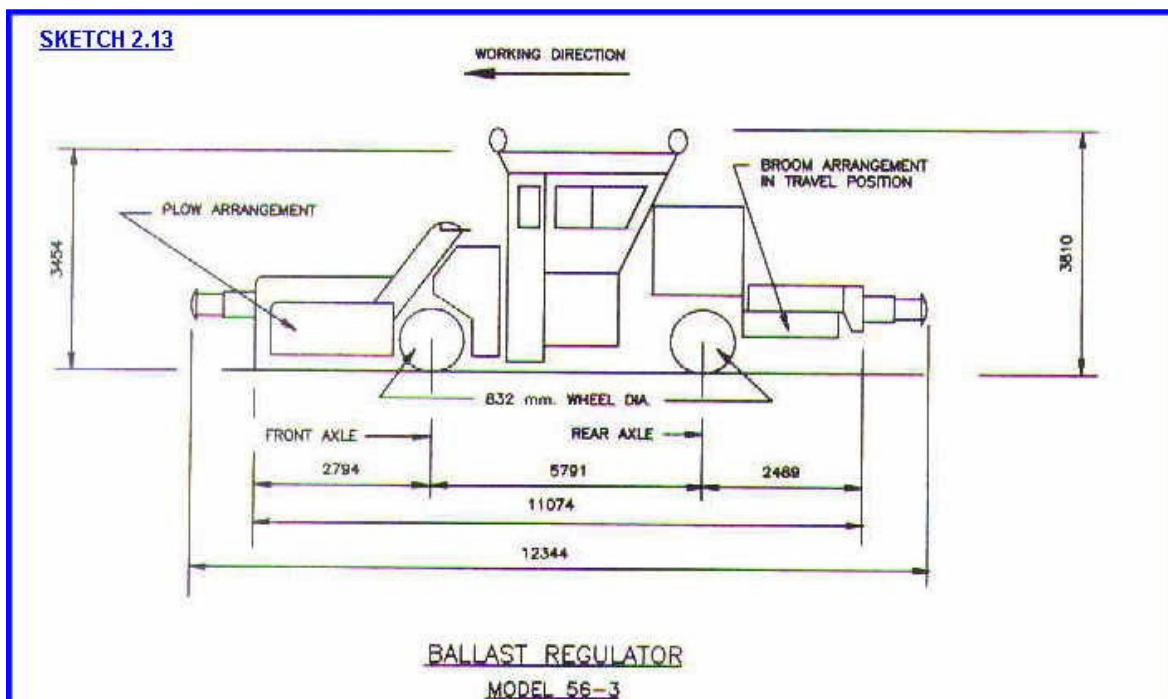 SKETCH 2.13
WORKING DIRECTION
BROOM ARRANGEMENT
IN TRAVEL POSITION
PLOW ARRANGEMENT
3454
3810
832 mm. WHEEL DIA.
FRONT AXLE
REAR AXLE
2794
5791
2489
11074
12344
BALLAST REGULATOR
MODEL 56-3